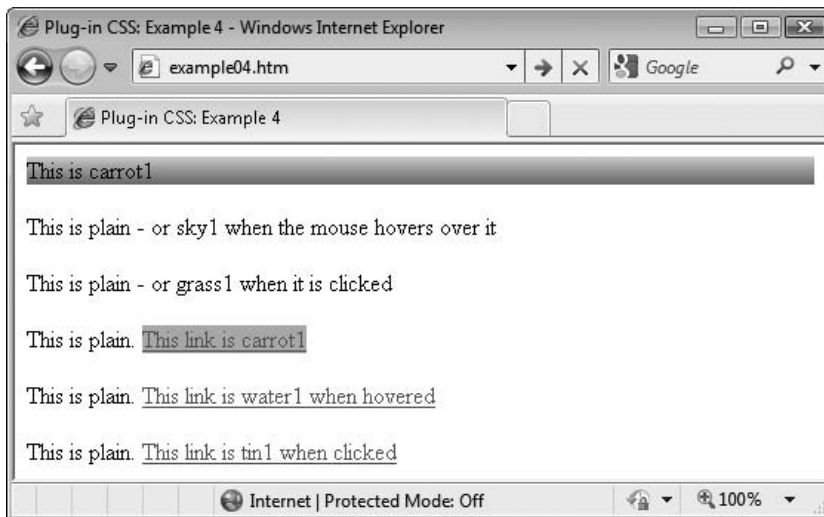 Plug-in CSS: Example 4 - Windows Internet Explorer
example04.htm
Google
Plug-in CSS: Example 4
This is carrot1
This is plain - or sky1 when the mouse hovers over it
This is plain - or grass1 when it is clicked
This is plain. This link is carrot1
This is plain. This link is water1 when hovered
This is plain. This link is tin1 when clicked
Internet | Protected Mode: Off
100%